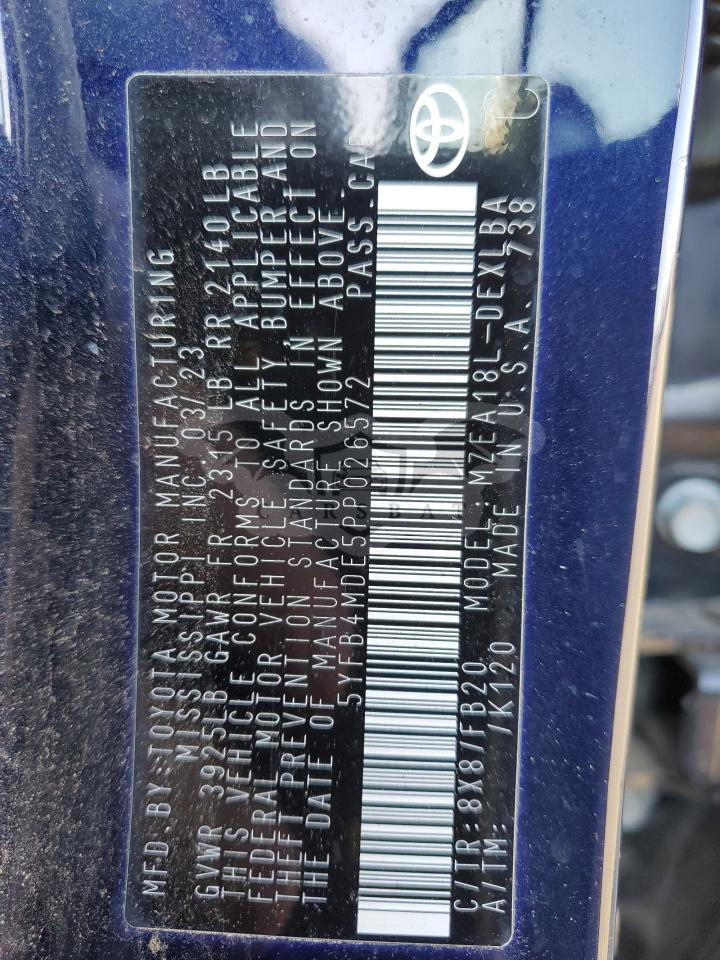 MFD.BY:TOYOTA MOTOR MANUFACTURING
MISSISSIPPI INC 03/23
GVWR 3925LB GAWR FR 2315 LB RR 2140LB
THIS VEHICLE CONFORMS TO ALL APPLICABLE
FEDERAL MOTOR VEHICLE SAFETY BUMPER AND
THEFT PREVENTION STANDARDS IN EFFECT ON
THE DATE OF MANUFACTURE SHOWN ABOVE.
5YFB4MDE5PP026572 PASS.CAR
C/TR:8X8/FB20 MODEL:MZEA18L-DEXLBA
A/TM: /K120 MADE IN U.S.A. 738
C
CARSBAT